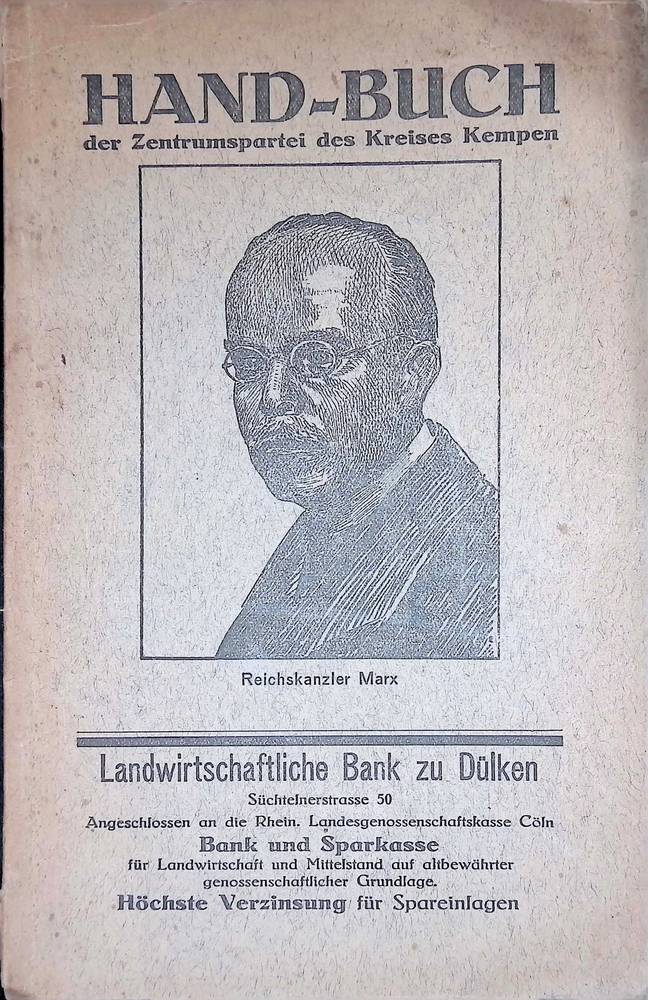 HAND-BUCH
der Zentrumspartei des Kreises Kempen
Reichskanzler Marx
Landwirtschaftliche Bank zu Dülken
Süchtelnerstrasse 50
Angeschlossen an die Rhein. Landesgenossenschaftskasse Cöln
Bank und Sparkasse
für Landwirtschaft und Mittelstand auf altbewährter
genossenschaftlicher Grundlage.
Höchste Verzinsung für Spareinlagen